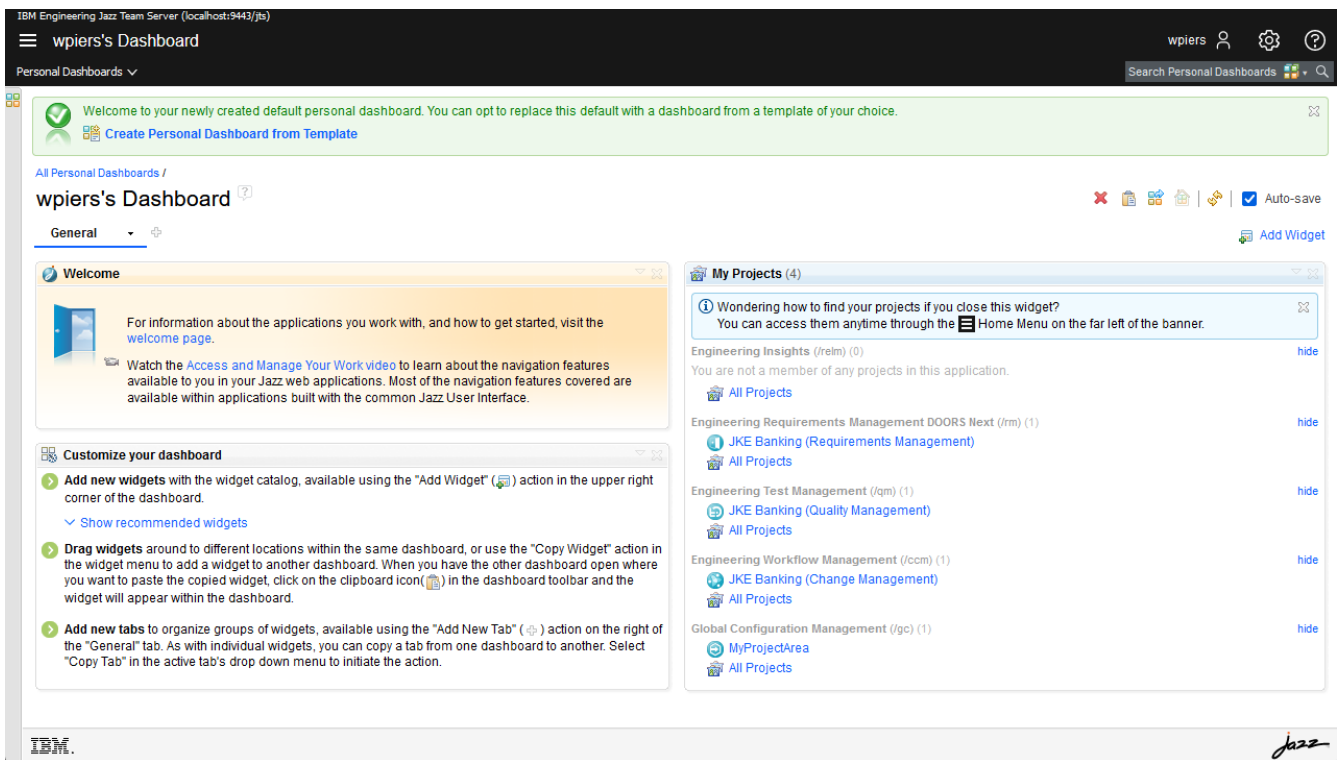 IBM Engineering Jazz Team Server (localhost:9443/jts)
wpiers's Dashboard
wpiers
Personal Dashboards
Search Personal Dashboards
Welcome to your newly created default personal dashboard. You can opt to replace this default with a dashboard from a template of your choice.
Create Personal Dashboard from Template
All Personal Dashboards /
wpiers's Dashboard ?
Auto-save
General
Add Widget
Welcome
For information about the applications you work with, and how to get started, visit the
welcome page.
Watch the Access and Manage Your Work video to learn about the navigation features
available to you in your Jazz web applications. Most of the navigation features covered are
available within applications built with the common Jazz User Interface.
Customize your dashboard
Add new widgets with the widget catalog, available using the "Add Widget" ( ) action in the upper right
corner of the dashboard.
Show recommended widgets
Drag widgets around to different locations within the same dashboard, or use the "Copy Widget" action in
the widget menu to add a widget to another dashboard. When you have the other dashboard open where
you want to paste the copied widget, click on the clipboard icon( ) in the dashboard toolbar and the
widget will appear within the dashboard.
Add new tabs to organize groups of widgets, available using the "Add New Tab" ( ) action on the right of
the "General" tab. As with individual widgets, you can copy a tab from one dashboard to another. Select
"Copy Tab" in the active tab's drop down menu to initiate the action.
My Projects (4)
Wondering how to find your projects if you close this widget?
You can access them anytime through the Home Menu on the far left of the banner.
Engineering Insights (/relm) (0)
hide
You are not a member of any projects in this application.
All Projects
Engineering Requirements Management DOORS Next (/rm) (1)
hide
JKE Banking (Requirements Management)
All Projects
Engineering Test Management (/qm) (1)
hide
JKE Banking (Quality Management)
All Projects
Engineering Workflow Management (/ccm) (1)
hide
JKE Banking (Change Management)
All Projects
Global Configuration Management (/gc) (1)
hide
MyProjectArea
All Projects
IBM.
jazz